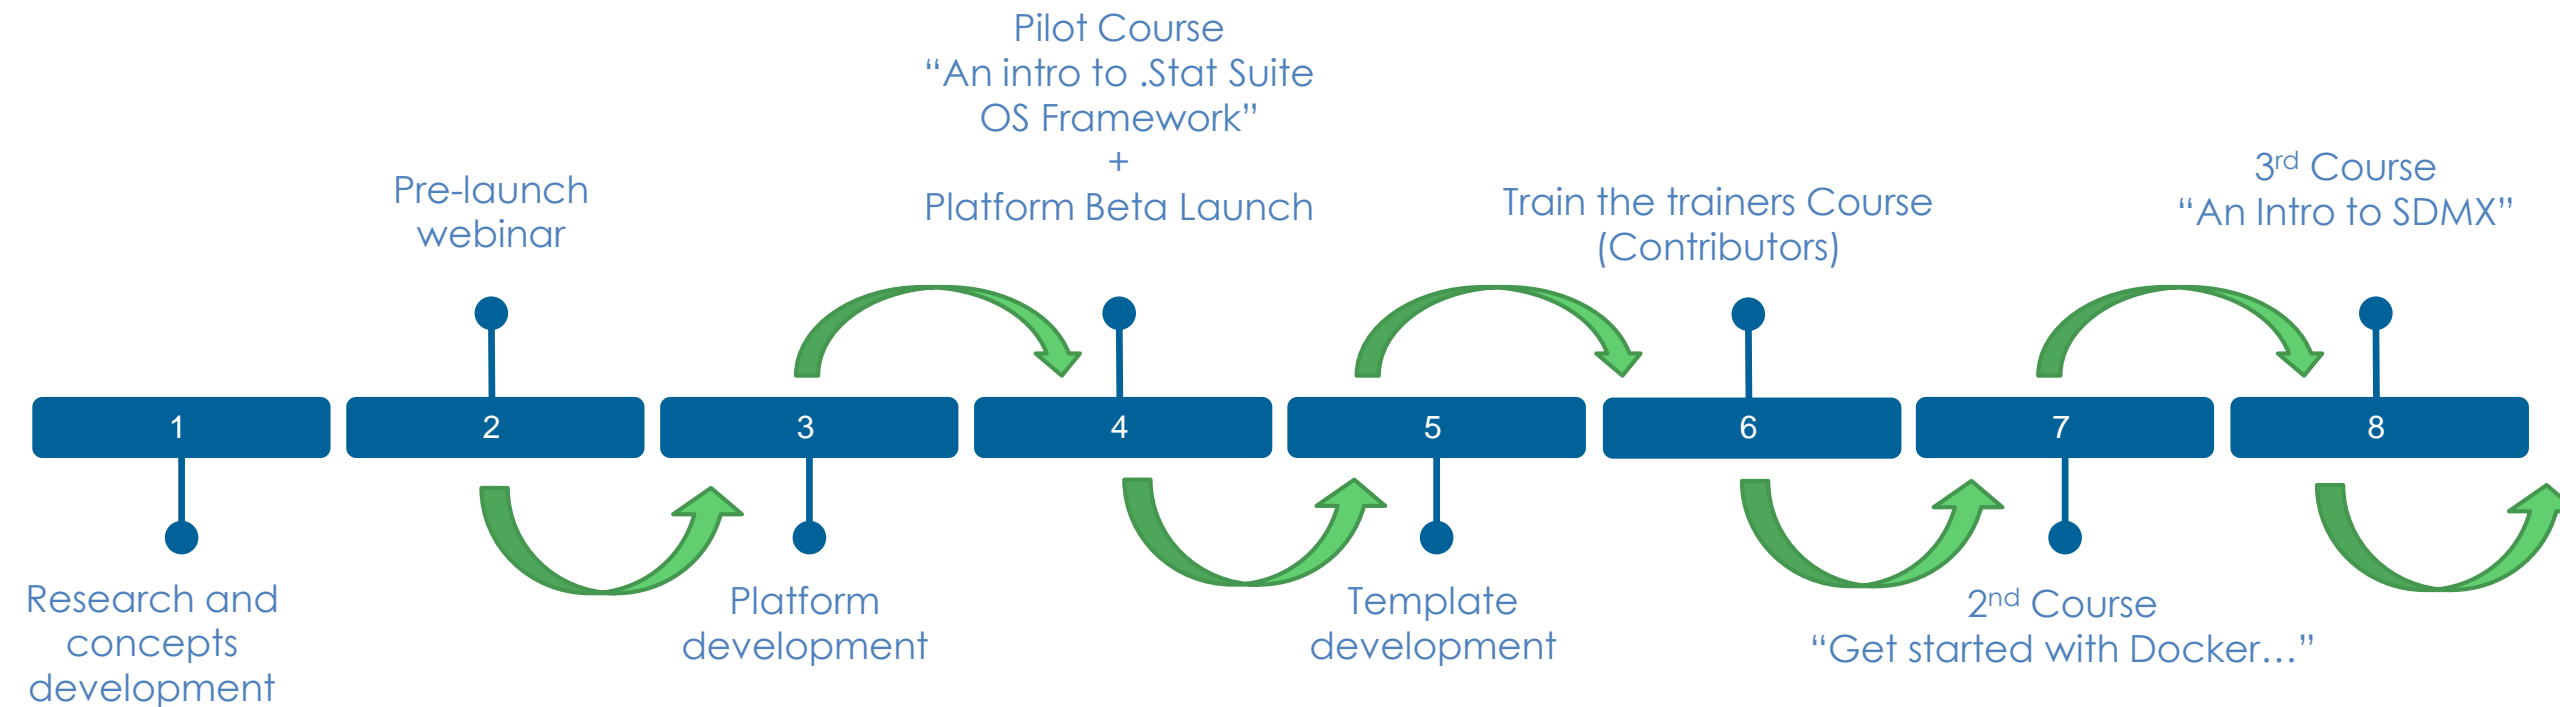 Pilot Course
“An intro to .Stat Suite
OS Framework”
+
Platform Beta Launch
Pre-launch
webinar
Train the trainers Course
(Contributors)
3rd Course
“An Intro to SDMX”
1
2
3
4
5
6
7
8
Research and
concepts
development
Platform
development
Template
development
2nd Course
“Get started with Docker…”